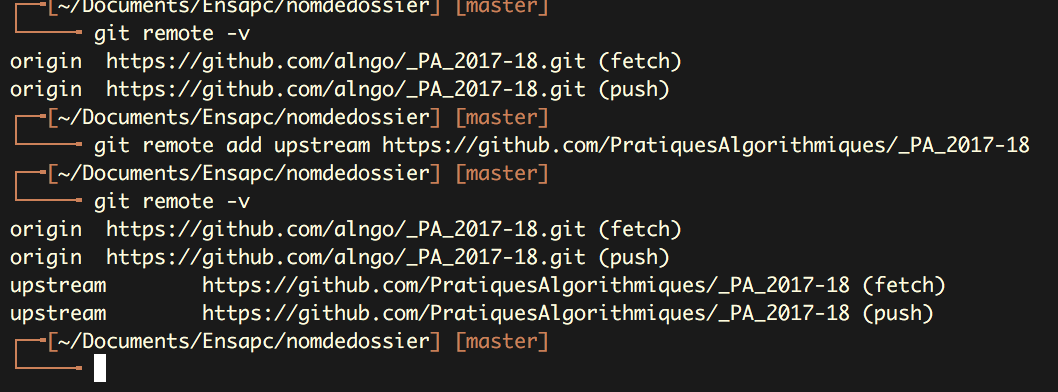 [~/Documents/Ensapc/nomdedossier] [master]
git remote -v
origin  https://github.com/alngo/_PA_2017-18.git (fetch)
origin  https://github.com/alngo/_PA_2017-18.git (push)
[~/Documents/Ensapc/nomdedossier] [master]
git remote add upstream https://github.com/PratiquesAlgorithmiques/_PA_2017-18
[~/Documents/Ensapc/nomdedossier] [master]
git remote -v
origin  https://github.com/alngo/_PA_2017-18.git (fetch)
origin  https://github.com/alngo/_PA_2017-18.git (push)
upstream        https://github.com/PratiquesAlgorithmiques/_PA_2017-18 (fetch)
upstream        https://github.com/PratiquesAlgorithmiques/_PA_2017-18 (push)
[~/Documents/Ensapc/nomdedossier] [master]